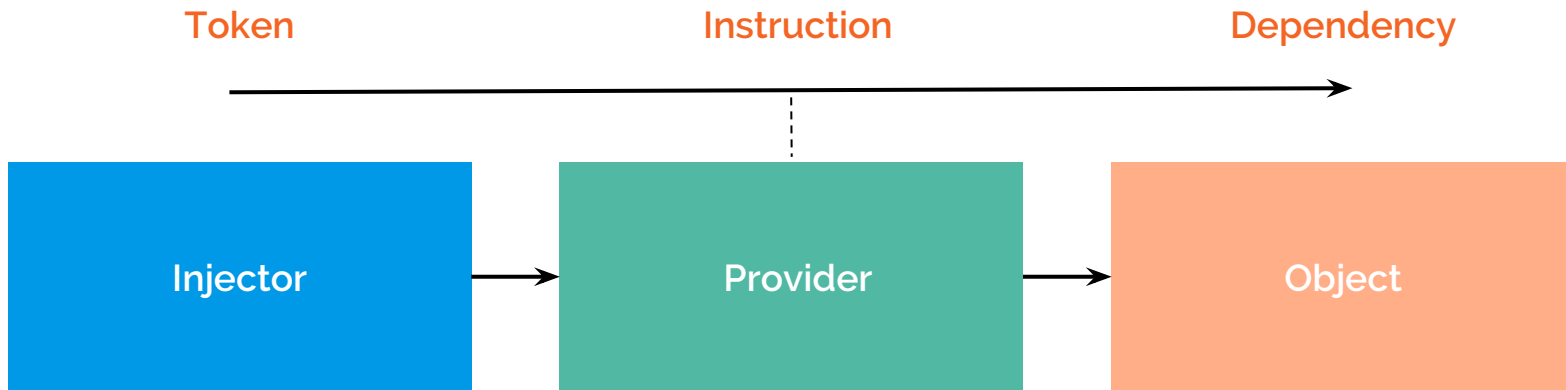 Token
Instruction
Dependency
Injector
Provider
Object